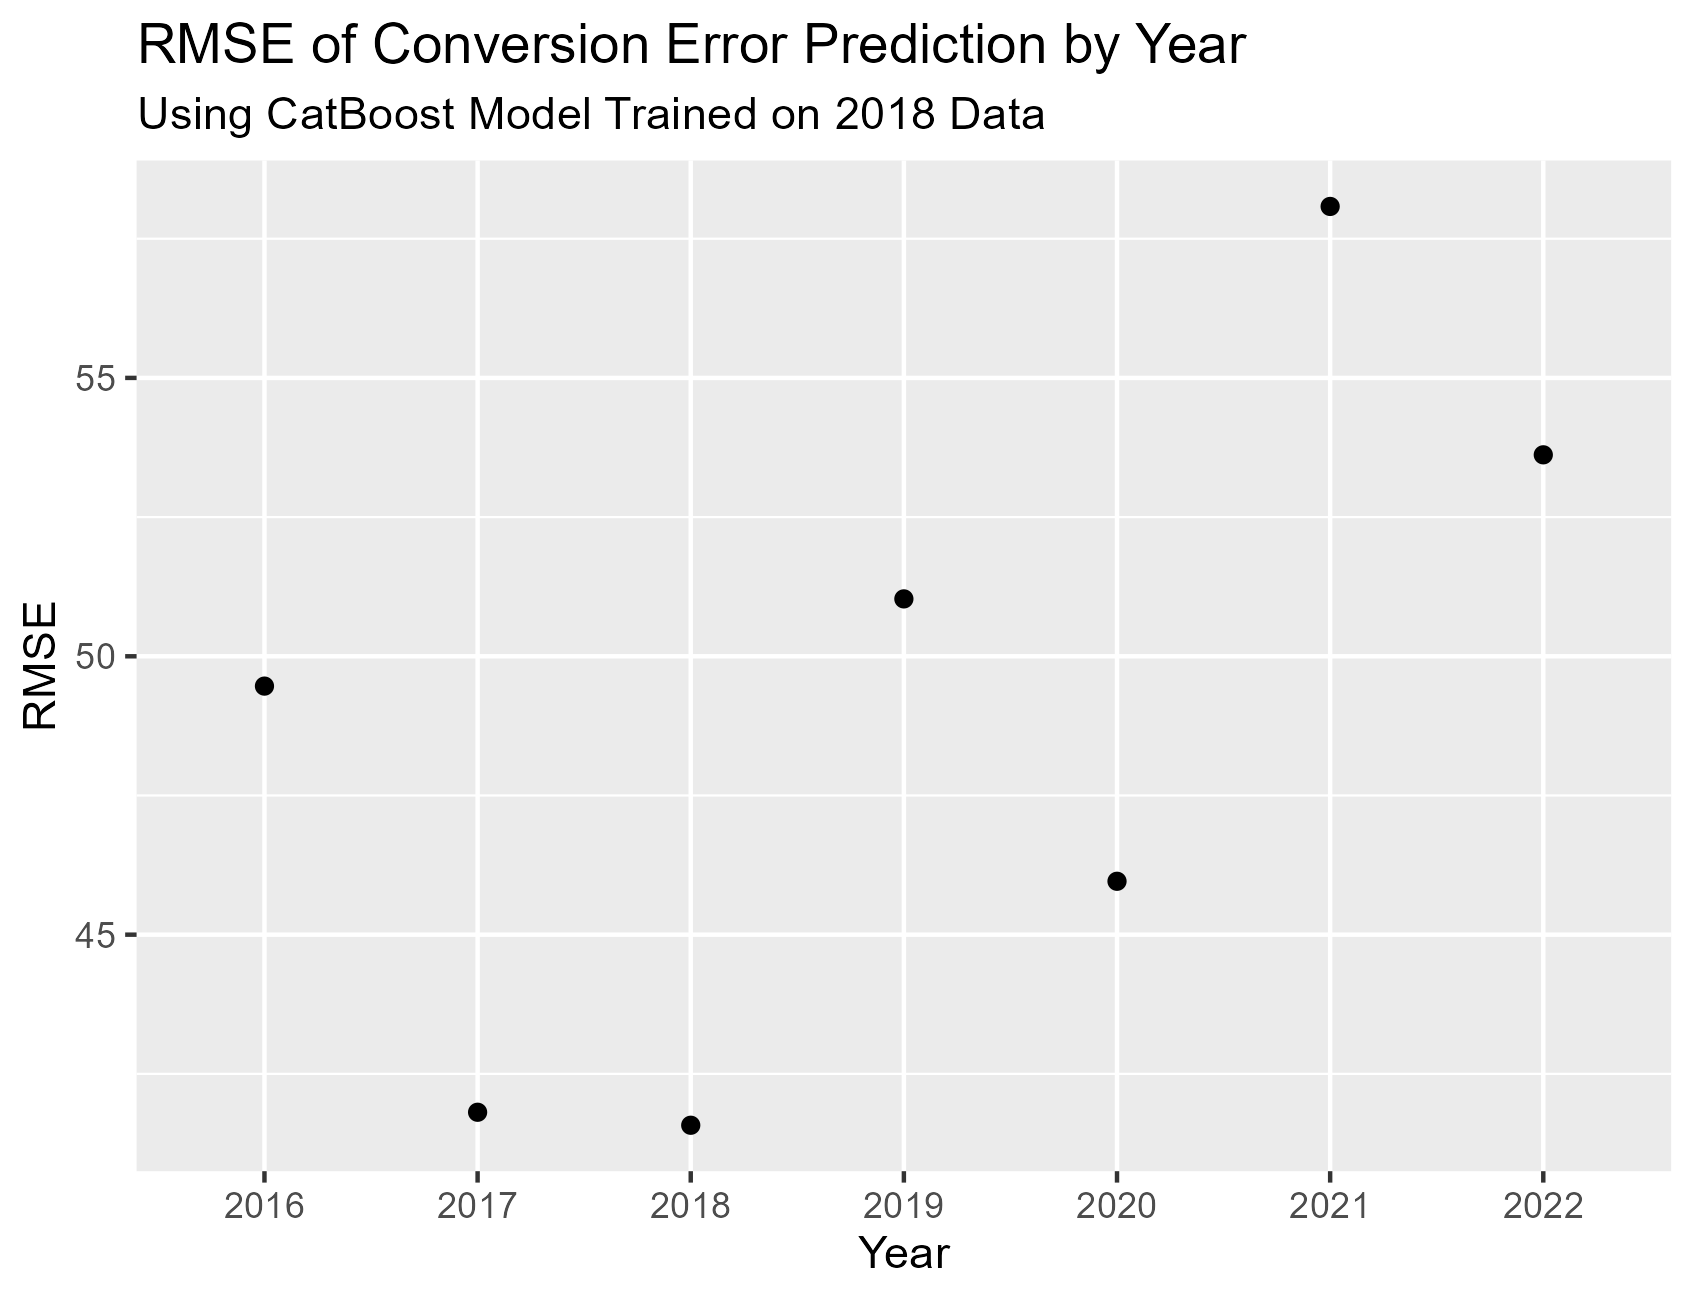 RMSE of Conversion Error Prediction by Year
Using CatBoost Model Trained on 2018 Data
RMSE
55
50
45
2016 2017 2018 2019 2020 2021 2022
Year